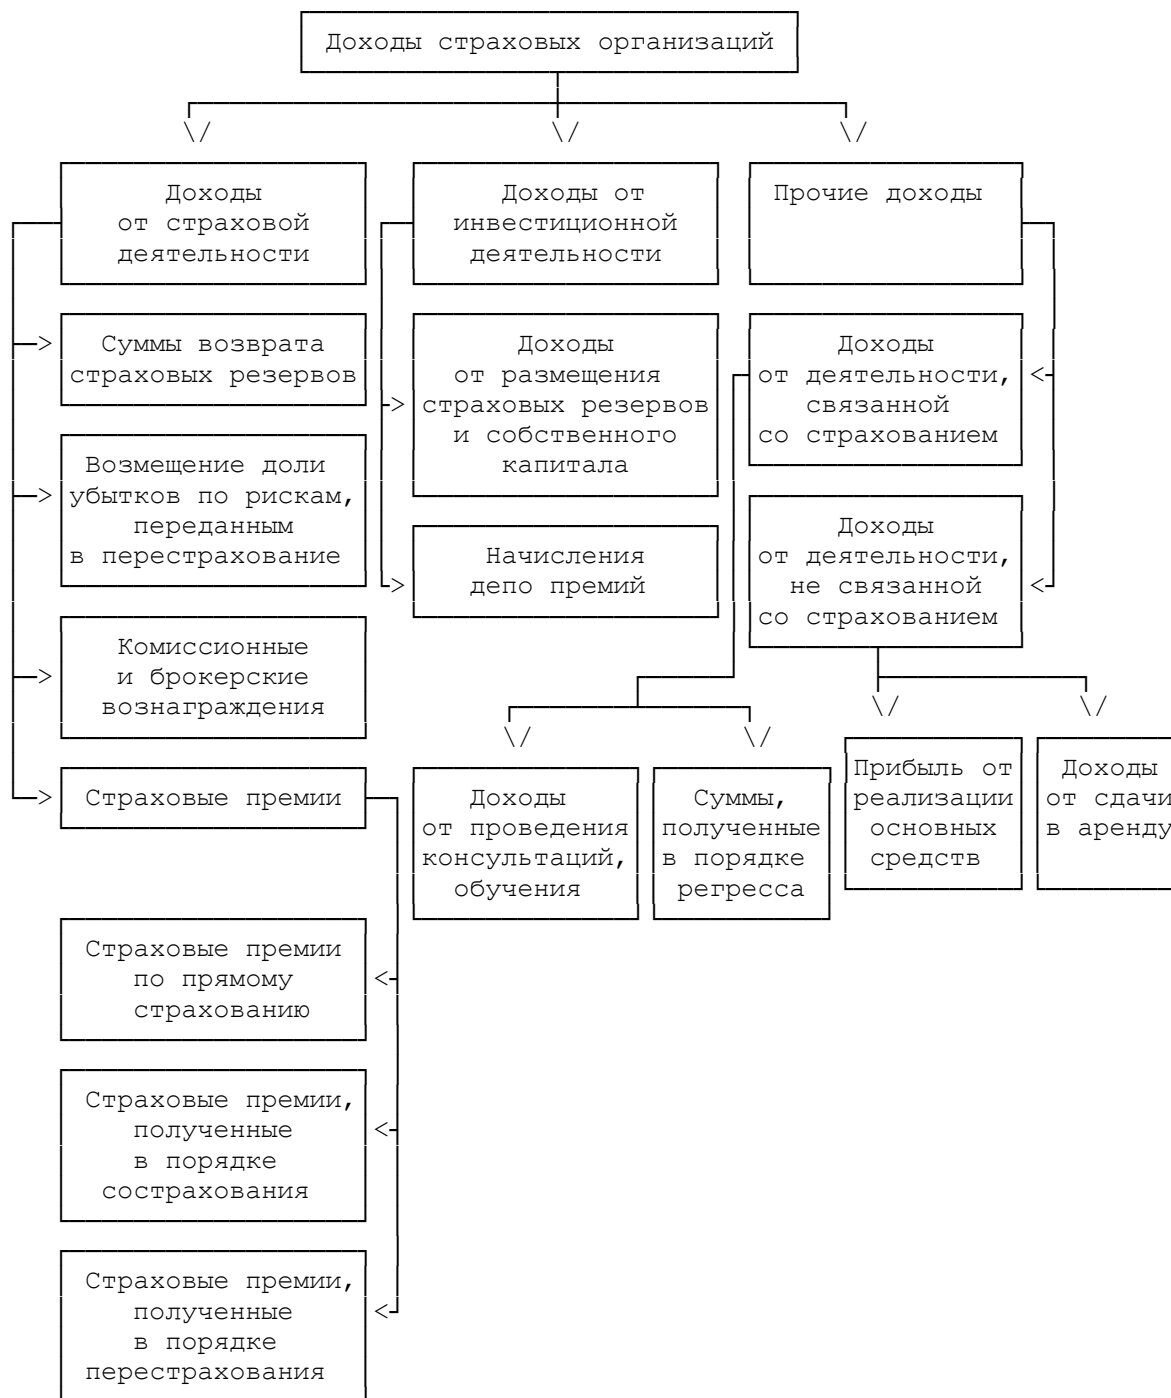 Доходы страховых организаций
Доходы
от страховой
деятельности
Доходы от
инвестиционной
деятельности
Прочие доходы
Суммы возврата
страховых резервов
Возмещение доли
убытков по рискам,
переданным
в перестрахование
Комиссионные
и брокерские
вознаграждения
Страховые премии
Страховые премии
по прямому
страхованию
Страховые премии,
полученные
в порядке
сострахования
Страховые премии,
полученные
в порядке
перестрахования
Доходы
от размещения
страховых резервов
и собственного
капитала
Начисления
депо премий
Доходы
от деятельности,
связанной
со страхованием
Доходы
от деятельности,
не связанной
со страхованием
Доходы
от проведения
консультаций,
обучения
Суммы,
полученные
в порядке
регресса
Прибыль от
реализации
основных
средств
Доходы
от сдачи
в аренду